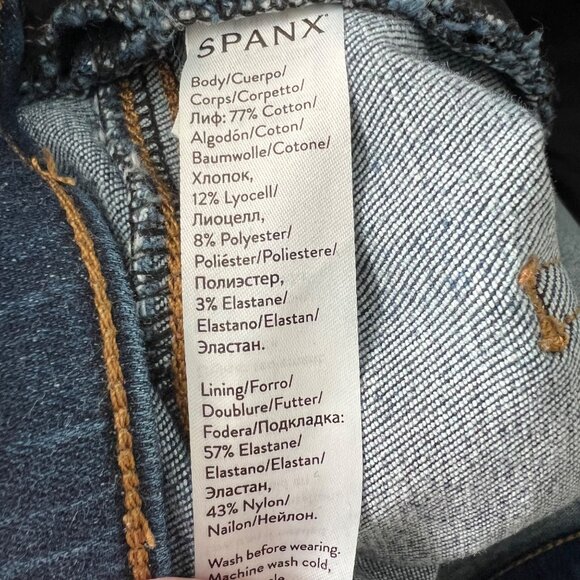 SPANX
Body/Cuerpo/
Corps/Corpetto/
Лиф: 77% Cotton/
Algodón/Coton/
Baumwolle/Cotone/
Хлопок,
12% Lyocell/
Лиоцелл,
8% Polyester/
Poliéster/Poliestere/
Полиэстер,
3% Elastane/
Elastano/Elastan/
Эластан.
Lining/Forro/
Doublure/Futter/
Fodera/Подкладка:
57% Elastane/
Elastano/Elastan/
Эластан,
43% Nylon/
Nailon/Нейлон.
Wash before wearing.
Machine wash cold,